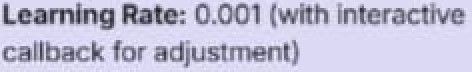 Learning Rate: 0.001 (with interactive
callback for adjustment)